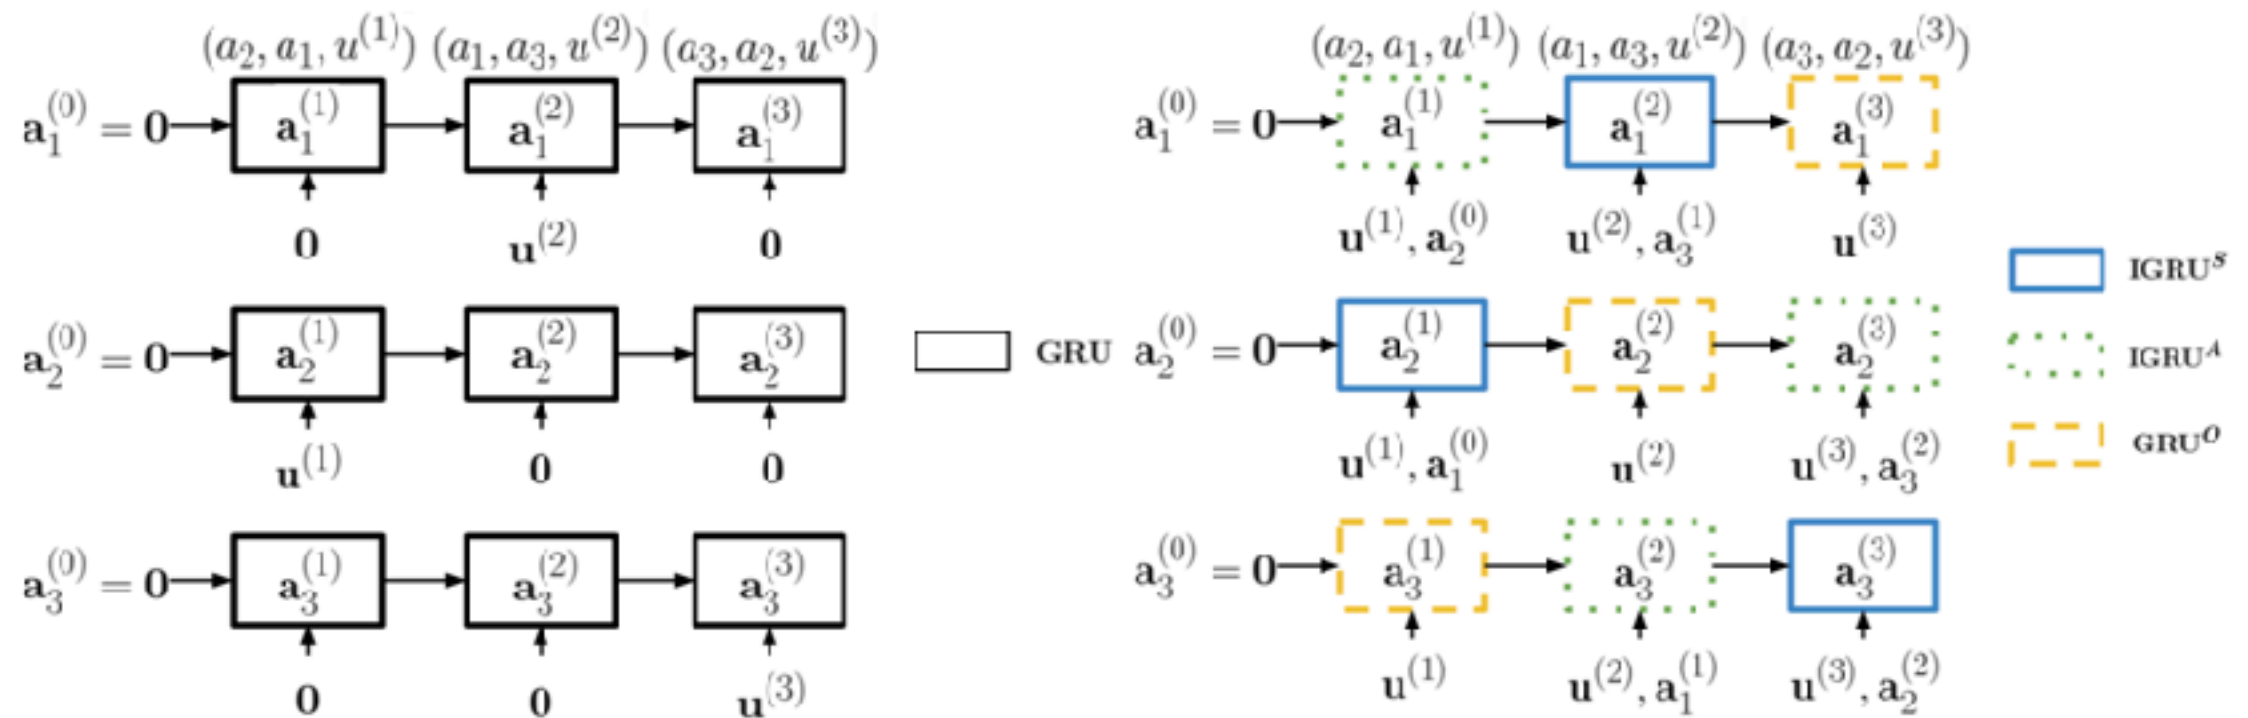 (a₂, a₁, u⁽¹⁾) (a₁, a₃, u⁽²⁾) (a₃, a₂, u⁽³⁾)
a₁⁽⁰⁾ = 0 a₁⁽¹⁾ a₁⁽²⁾ a₁⁽³⁾
0 u⁽²⁾ 0
a₂⁽⁰⁾ = 0 a₂⁽¹⁾ a₂⁽²⁾ a₂⁽³⁾
u⁽¹⁾ 0 0
a₃⁽⁰⁾ = 0 a₃⁽¹⁾ a₃⁽²⁾ a₃⁽³⁾
0 0 u⁽³⁾
GRU
(a₂, a₁, u⁽¹⁾) (a₁, a₃, u⁽²⁾) (a₃, a₂, u⁽³⁾)
a₁⁽⁰⁾ = 0 a₁⁽¹⁾ a₁⁽²⁾ a₁⁽³⁾
u⁽¹⁾, a₂⁽⁰⁾ u⁽²⁾, a₃⁽¹⁾ u⁽³⁾
a₂⁽⁰⁾ = 0 a₂⁽¹⁾ a₂⁽²⁾ a₂⁽³⁾
u⁽¹⁾, a₁⁽⁰⁾ u⁽²⁾ u⁽³⁾, a₃⁽²⁾
a₃⁽⁰⁾ = 0 a₃⁽¹⁾ a₃⁽²⁾ a₃⁽³⁾
u⁽¹⁾ u⁽²⁾, a₁⁽¹⁾ u⁽³⁾, a₂⁽²⁾
IGRUˢ
IGRUᴬ
GRUᴼ